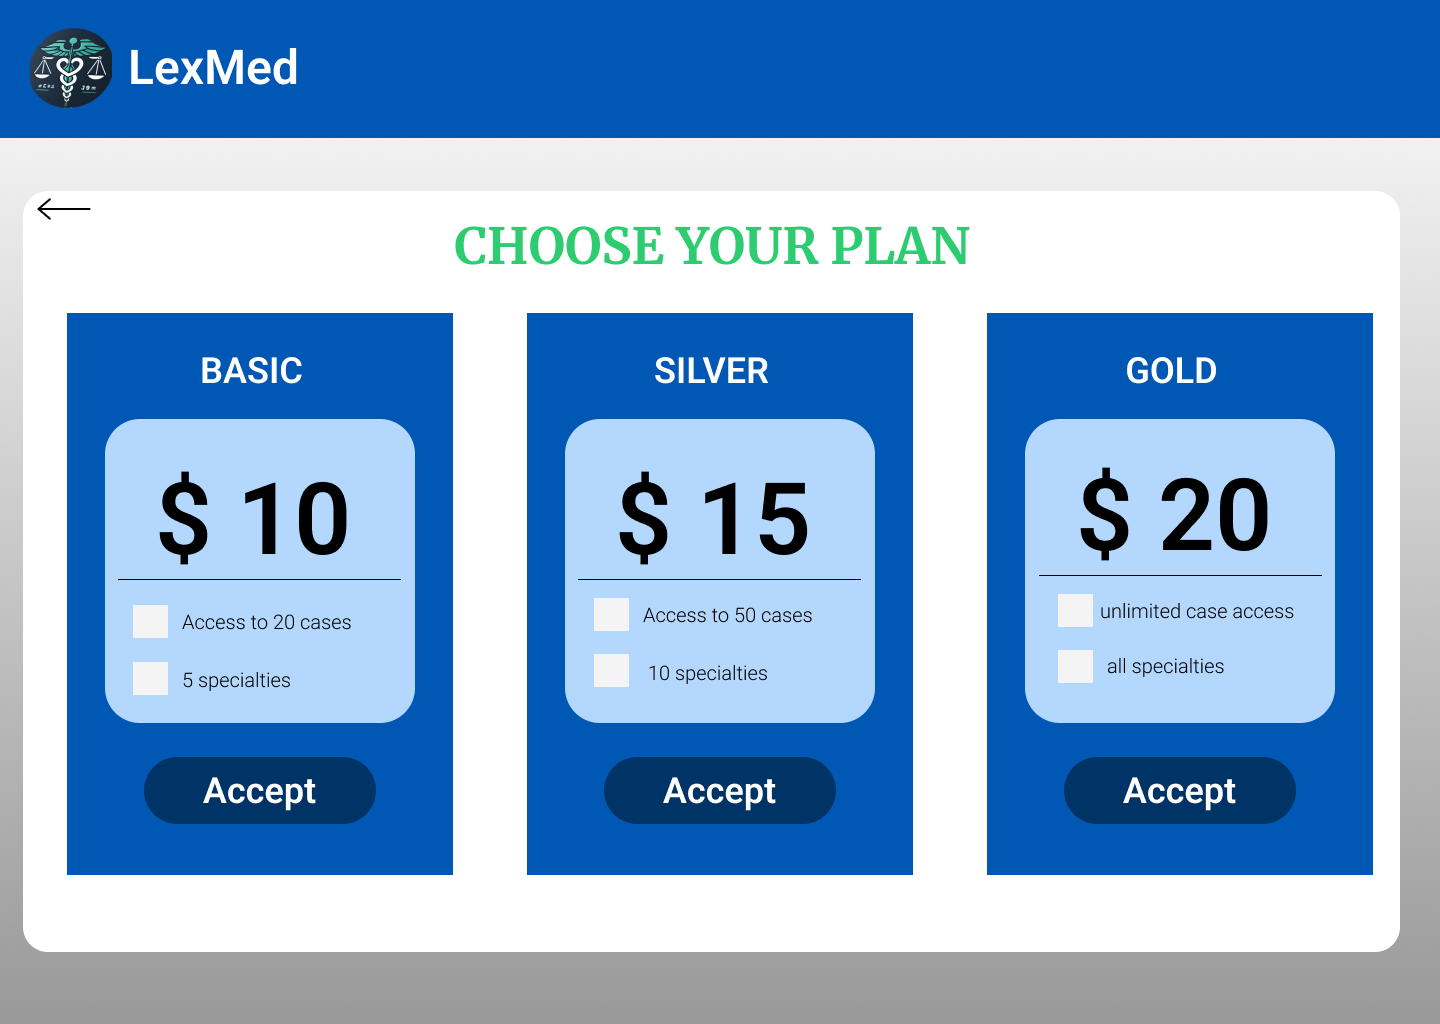 LexMed
CHOOSE YOUR PLAN
BASIC
$ 10
Access to 20 cases
5 specialties
Accept
SILVER
$ 15
Access to 50 cases
10 specialties
Accept
GOLD
$ 20
unlimited case access
all specialties
Accept